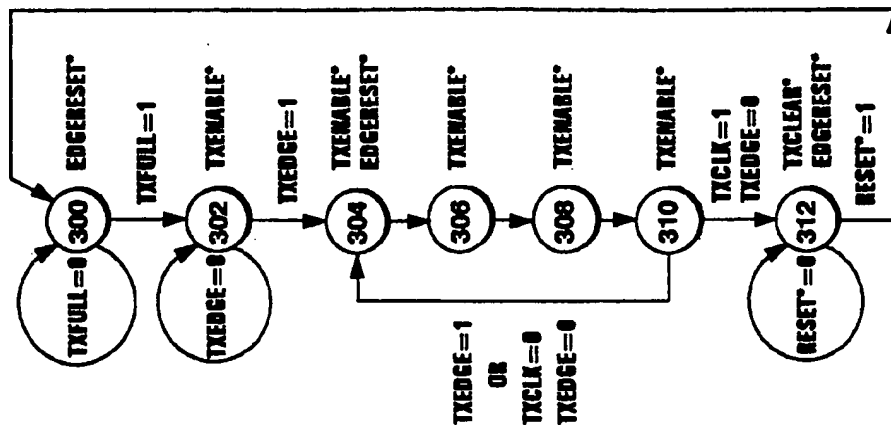 EDGERESET*
300
TXFULL=0
TXFULL=1
TXENABLE*
302
TXEDGE=0
TXEDGE=1
TXENABLE*
EDGERESET*
304
TXENABLE*
306
TXENABLE*
308
TXENABLE*
310
TXEDGE=1
OR
TXCLK=0
TXEDGE=0
TXCLK=1
TXEDGE=0
TXCLEAR*
EDGERESET*
312
RESET*=0
RESET*=1